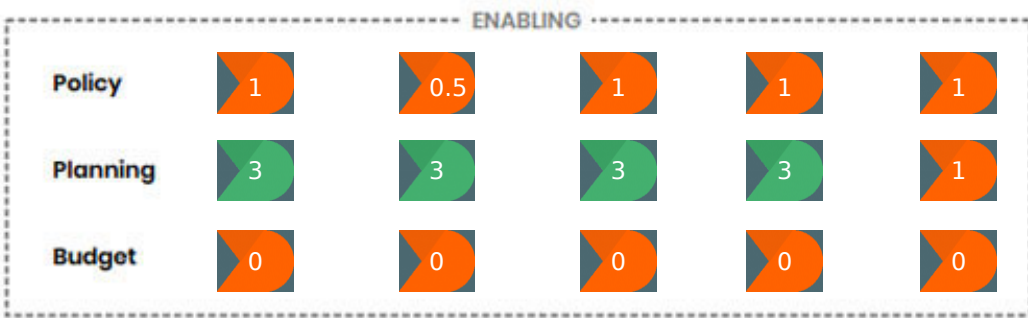 ENABLING
Policy 1 0.5 1 1 1
Planning 3 3 3 3 1
Budget 0 0 0 0 0